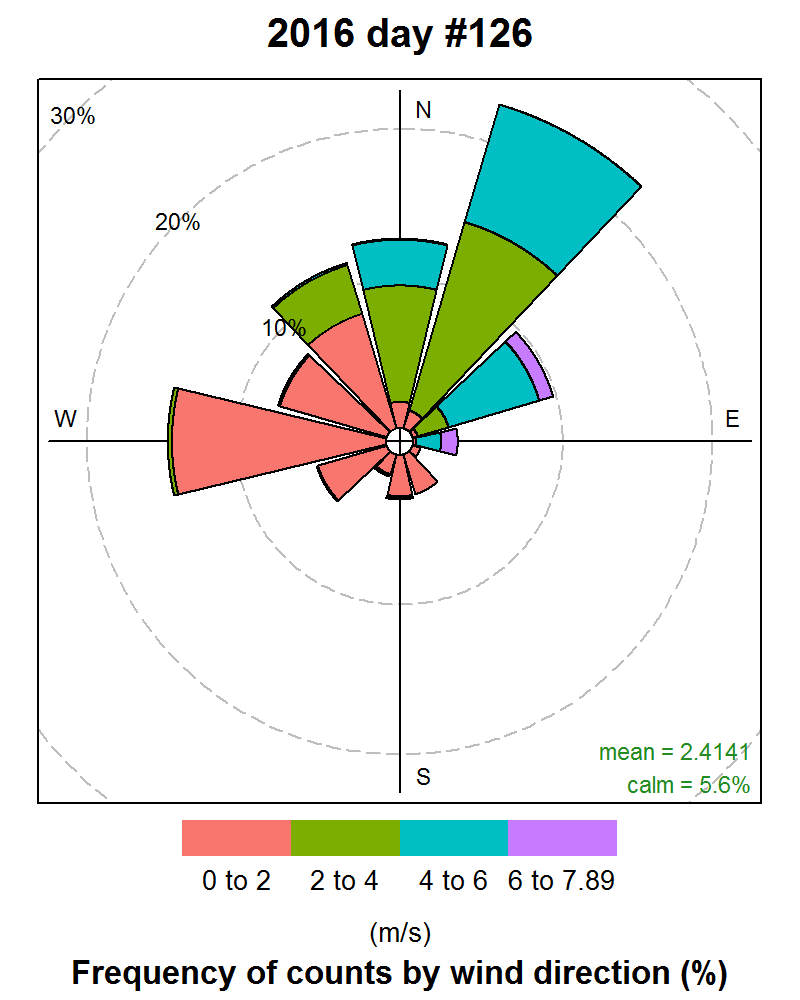 2016 day #126
N
30%
20%
10%
W
E
mean = 2.4141
S
calm = 5.6%
0 to 2
2 to 4
4 to 6
6 to 7.89
(m/s)
Frequency of counts by wind direction (%)